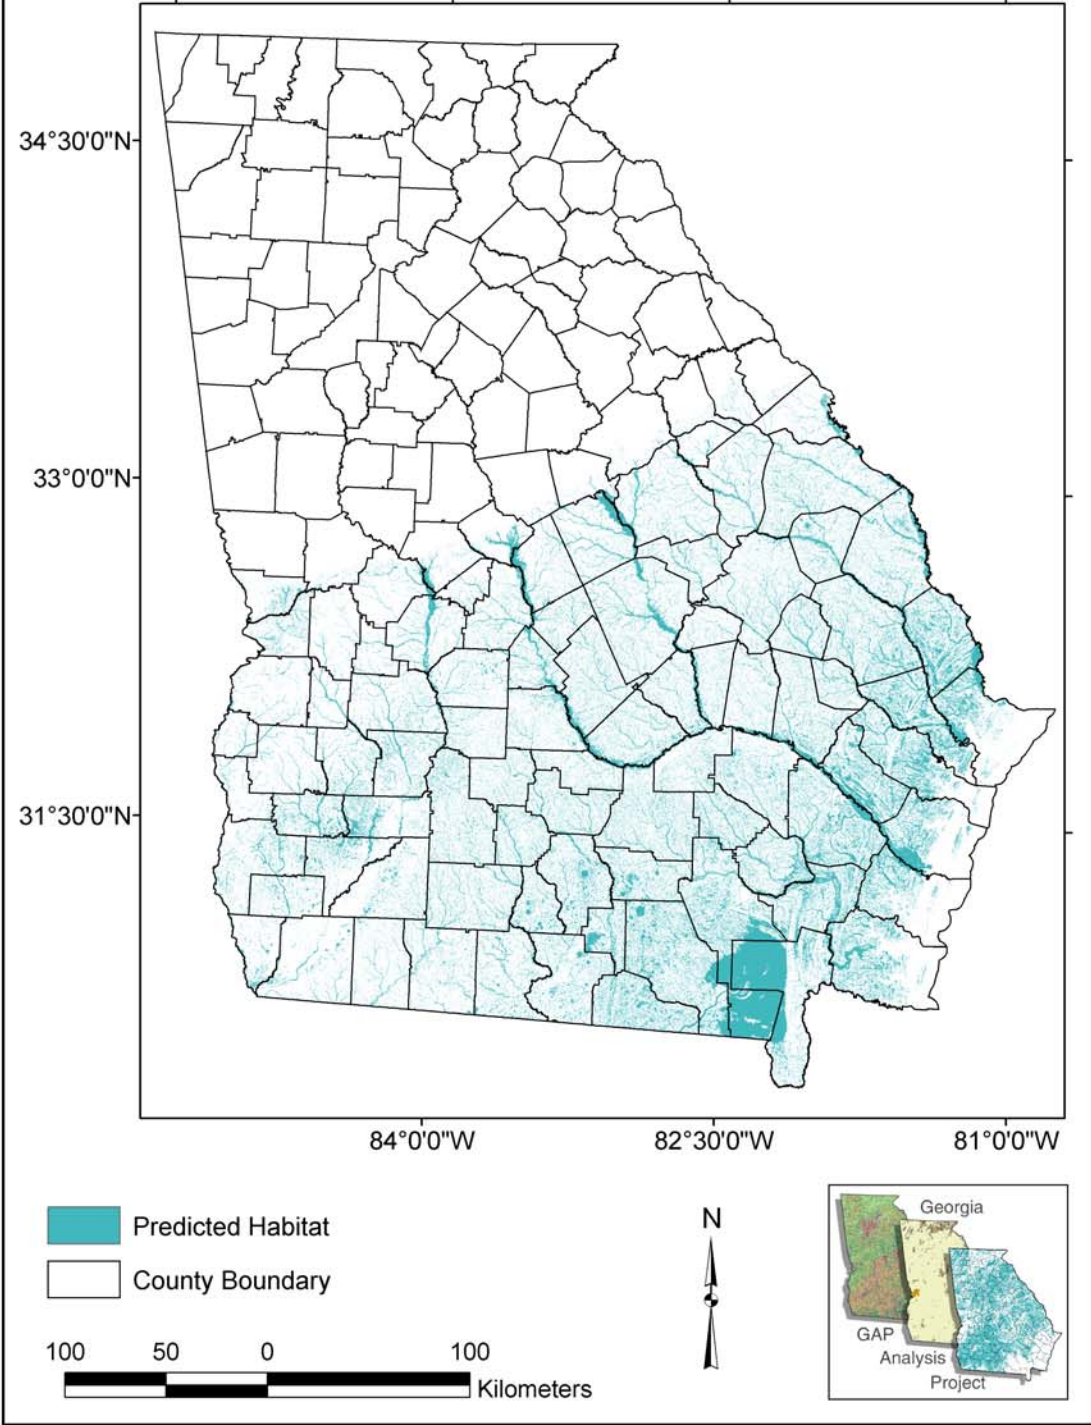 34°30'0"N
33°0'0"N
31°30'0"N
84°0'0"W
82°30'0"W
81°0'0"W
Predicted Habitat
County Boundary
100
50
0
100
Kilometers
N
Georgia
GAP
Analysis
Project